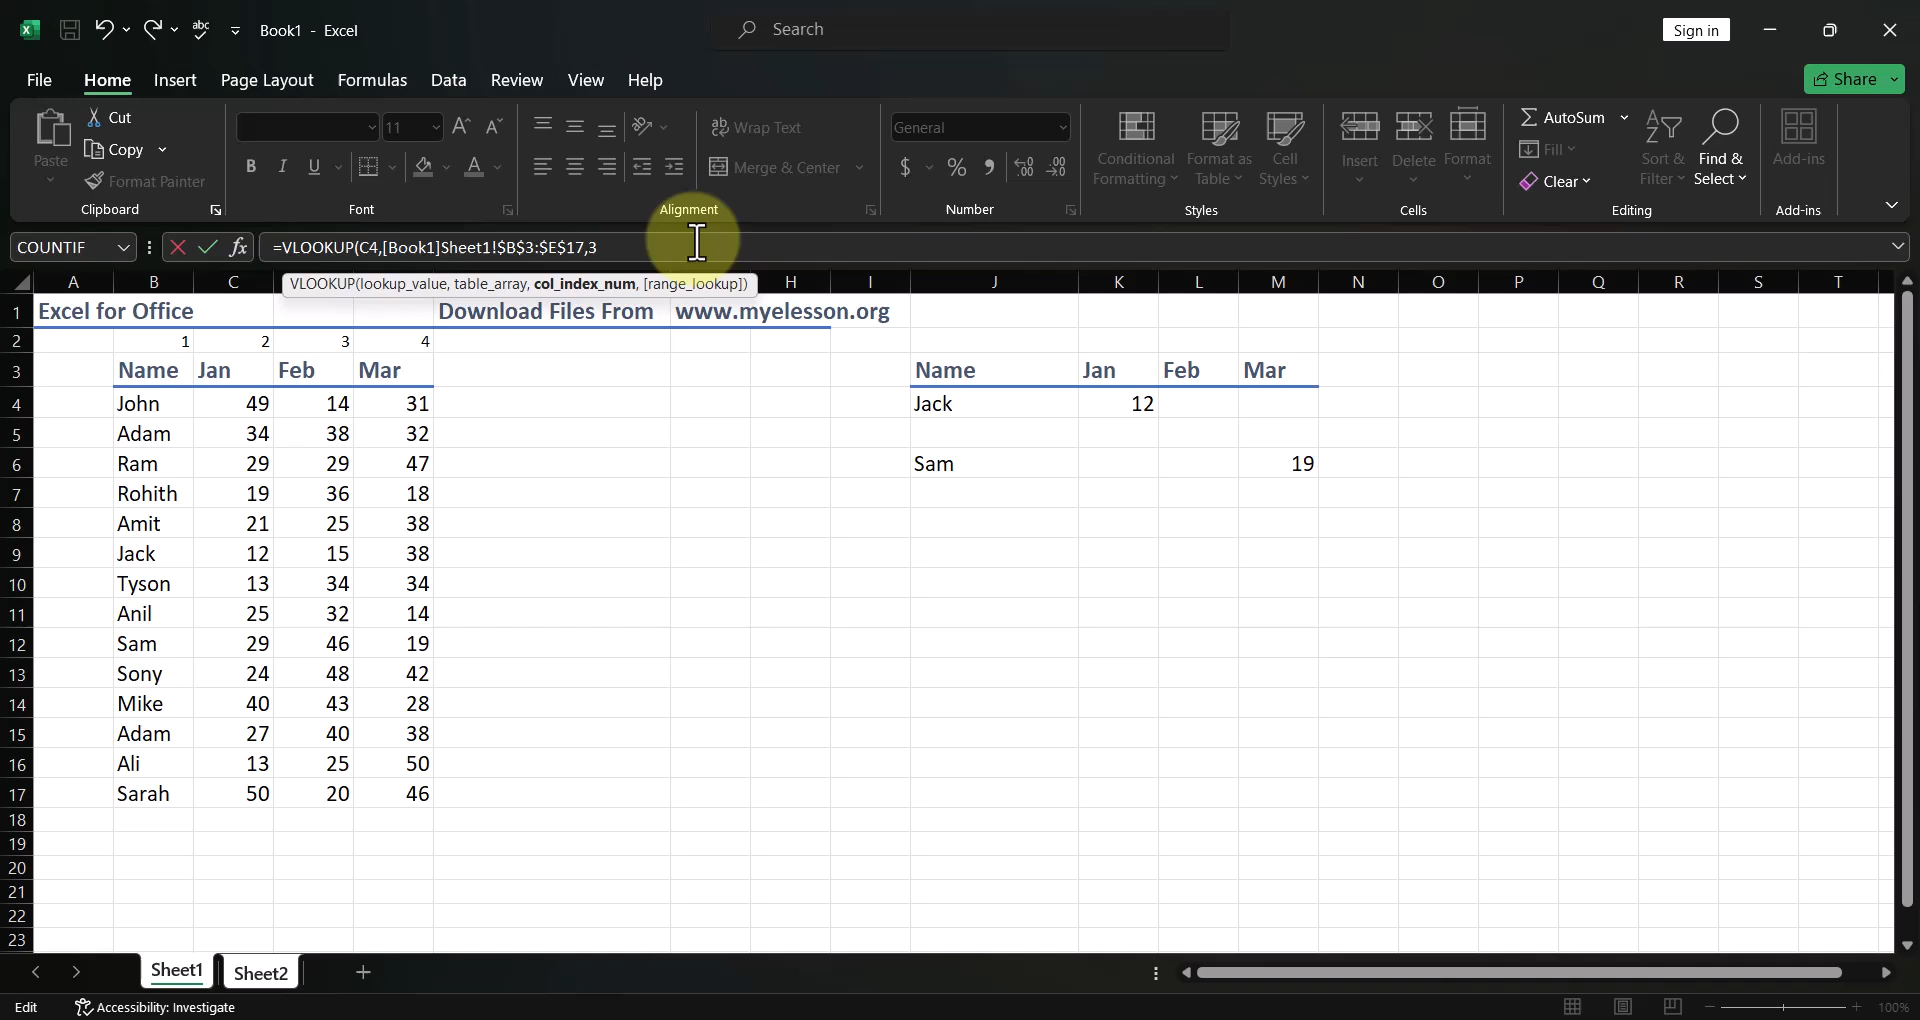 Book1 - Excel
Search
Sign in
File Home Insert Page Layout Formulas Data Review View Help
Share
Paste
Cut
Copy
Format Painter
Clipboard
11
B I U
Font
Wrap Text
Merge & Center
Alignment
General
$ % 9
Number
Conditional Formatting
Format as Table
Cell Styles
Styles
Insert Delete Format
Cells
AutoSum
Fill
Clear
Sort & Filter
Find & Select
Editing
Add-ins
Add-ins
COUNTIF
fx
=VLOOKUP(C4,[Book1]Sheet1!$B$3:$E$17,3
VLOOKUP(lookup_value, table_array, col_index_num, [range_lookup])
A B C H I J K L M N O P Q R S T
1 Excel for Office Download Files From www.myelesson.org
2 1 2 3 4
3 Name Jan Feb Mar Name Jan Feb Mar
4 John 49 14 31 Jack 12
5 Adam 34 38 32
6 Ram 29 29 47 Sam 19
7 Rohith 19 36 18
8 Amit 21 25 38
9 Jack 12 15 38
10 Tyson 13 34 34
11 Anil 25 32 14
12 Sam 29 46 19
13 Sony 24 48 42
14 Mike 40 43 28
15 Adam 27 40 38
16 Ali 13 25 50
17 Sarah 50 20 46
18
19
20
21
22
23
Sheet1 Sheet2
Edit Accessibility: Investigate 100%